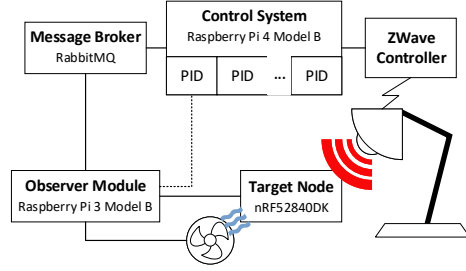 Control System
Raspberry Pi 4 Model B
PID
PID
...
PID
Message Broker
RabbitMQ
ZWave
Controller
Observer Module
Raspberry Pi 3 Model B
Target Node
nRF52840DK